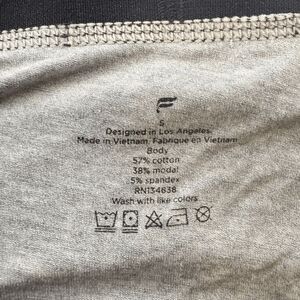 S
Designed in Los Angeles.
Made in Vietnam. Fabriqué en Vietnam
Body
57% cotton
38% modal
5% spandex
RN134638
Wash with like colors